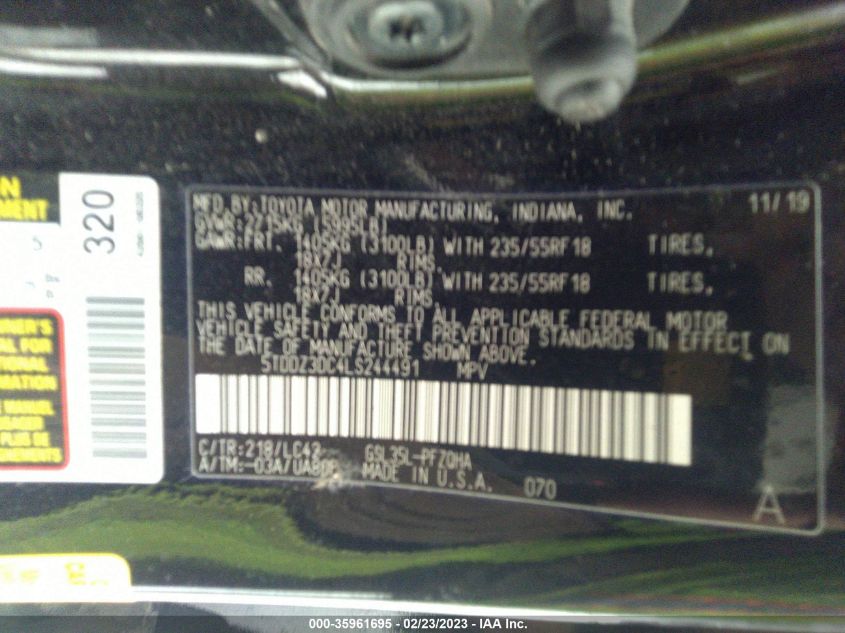 MFD. BY: TOYOTA MOTOR MANUFACTURING, INDIANA, INC. 11/19
GVWR: 2715KG (5995LB)
GAWR: FRT. 1405KG (3100LB) WITH 235/55RF18 TIRES,
18X7J RIMS
RR. 1405KG (3100LB) WITH 235/55RF18 TIRES,
18X7J RIMS
THIS VEHICLE CONFORMS TO ALL APPLICABLE FEDERAL MOTOR
VEHICLE SAFETY AND THEFT PREVENTION STANDARDS IN EFFECT ON
THE DATE OF MANUFACTURE SHOWN ABOVE.
5TDDZ3DC4LS244491 MPV
C/TR: 218/LC42 GSL35L-PFZQHA
A/TM: -03A/UA80F MADE IN U.S.A. 070
A
320
000-35961695 - 02/23/2023 - IAA Inc.